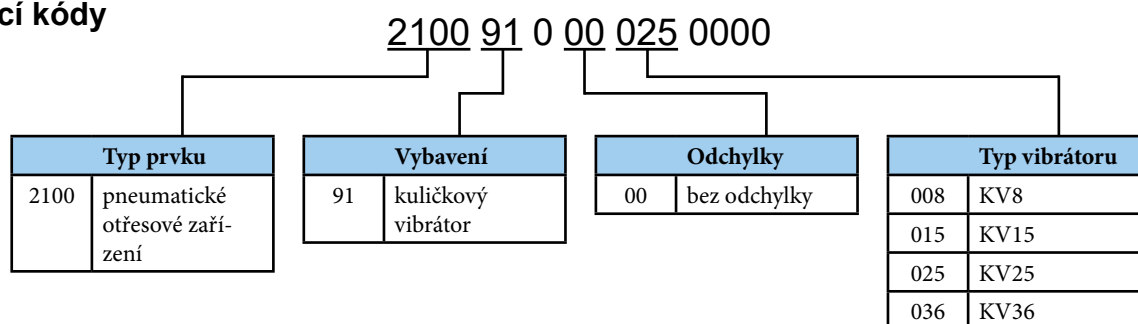 cí kódy
2100 91 0 00 025 0000
Typ prvku
2100 pneumatické
otřesové zaří-
zení
Vybavení
91 kuličkový
vibrátor
Odchylky
00 bez odchylky
Typ vibrátoru
008 KV8
015 KV15
025 KV25
036 KV36